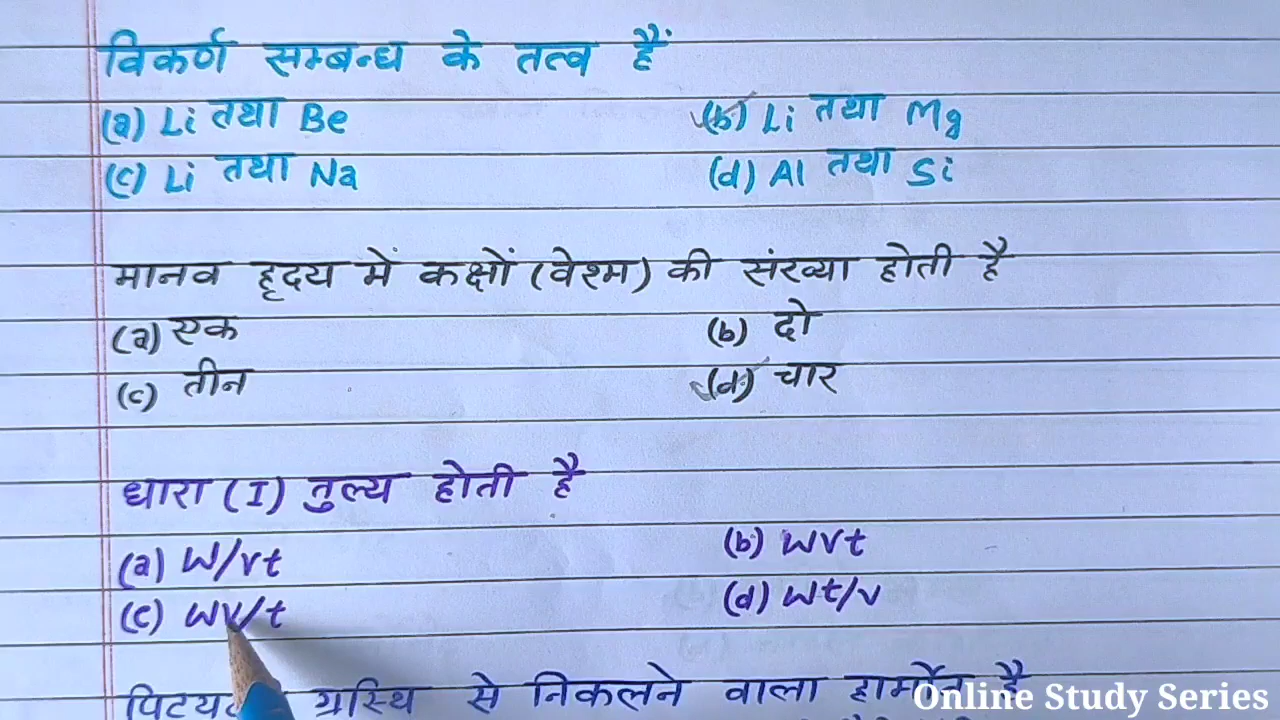 विकर्ण सम्बन्ध के तत्व हैं
(a) Li तथा Be (b) Li तथा Mg
(c) Li तथा Na (d) Al तथा Si
मानव हृदय में कक्षों (वेश्म) की संख्या होती है
(a) एक (b) दो
(c) तीन (d) चार
धारा (I) तुल्य होती है
(a) W/vt (b) wvt
(c) wv/t (d) wt/v
ग्रस्थि से निकलने वाला हार्मोन है
Online Study Series